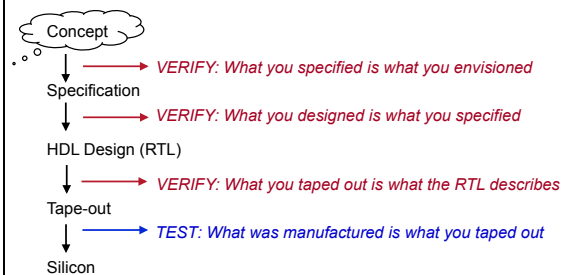 Concept
VERIFY: What you specified is what you envisioned
Specification
VERIFY: What you designed is what you specified
HDL Design (RTL)
VERIFY: What you taped out is what the RTL describes
Tape-out
TEST: What was manufactured is what you taped out
Silicon